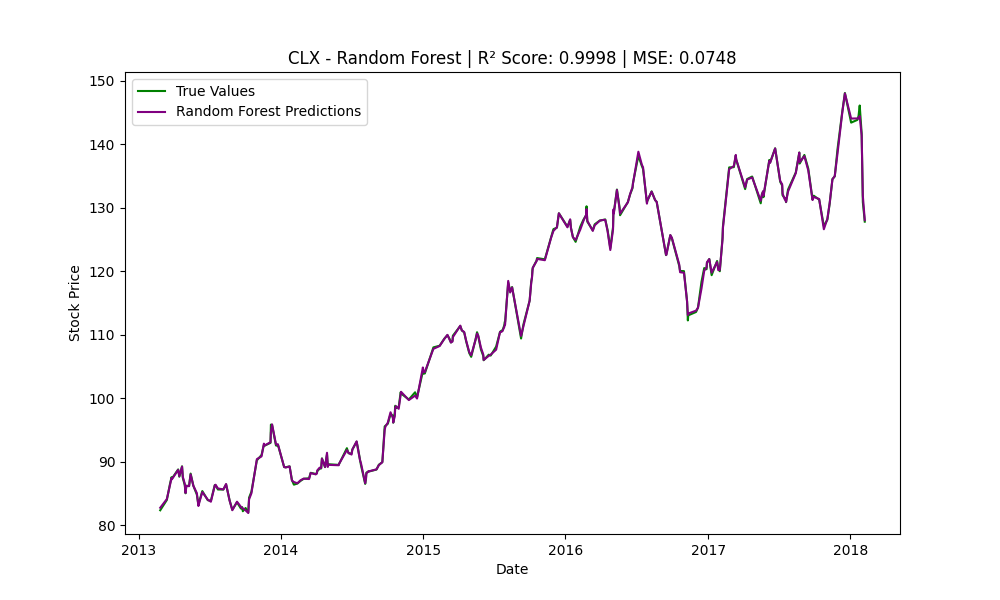 CLX - Random Forest | R² Score: 0.9998 | MSE: 0.0748
True Values
Random Forest Predictions
150
140
130
120
110
100
90
80
Stock Price
2013 2014 2015 2016 2017 2018
Date